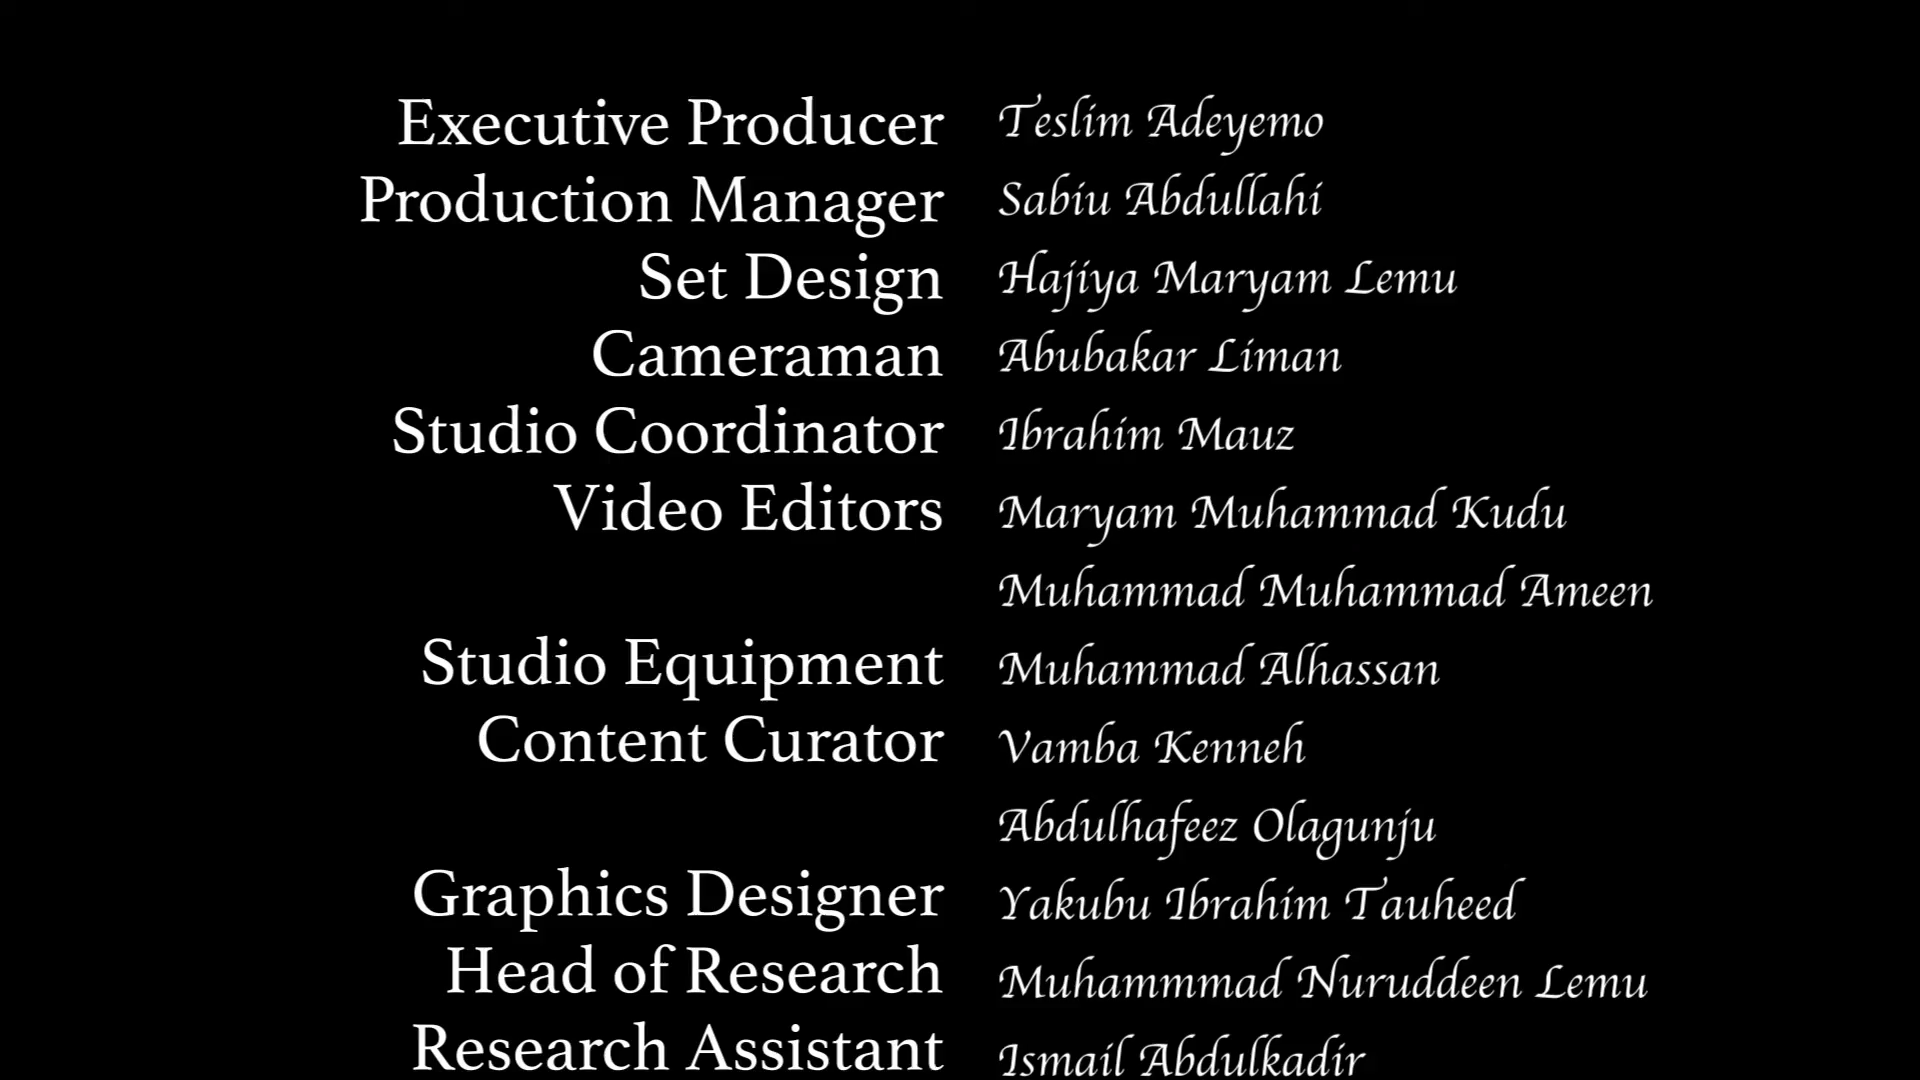 Executive Producer Teslim Adeyemo
Production Manager Sabiu Abdullahi
Set Design Hajiya Maryam Lemu
Cameraman Abubakar Liman
Studio Coordinator Ibrahim Mauz
Video Editors Maryam Muhammad Kudu
Muhammad Muhammad Ameen
Studio Equipment Muhammad Alhassan
Content Curator Vamba Kenneh
Abdulhafeez Olagunju
Graphics Designer Yakubu Ibrahim Tauheed
Head of Research Muhammmad Nuruddeen Lemu
Research Assistant Ismail Abdulkadir